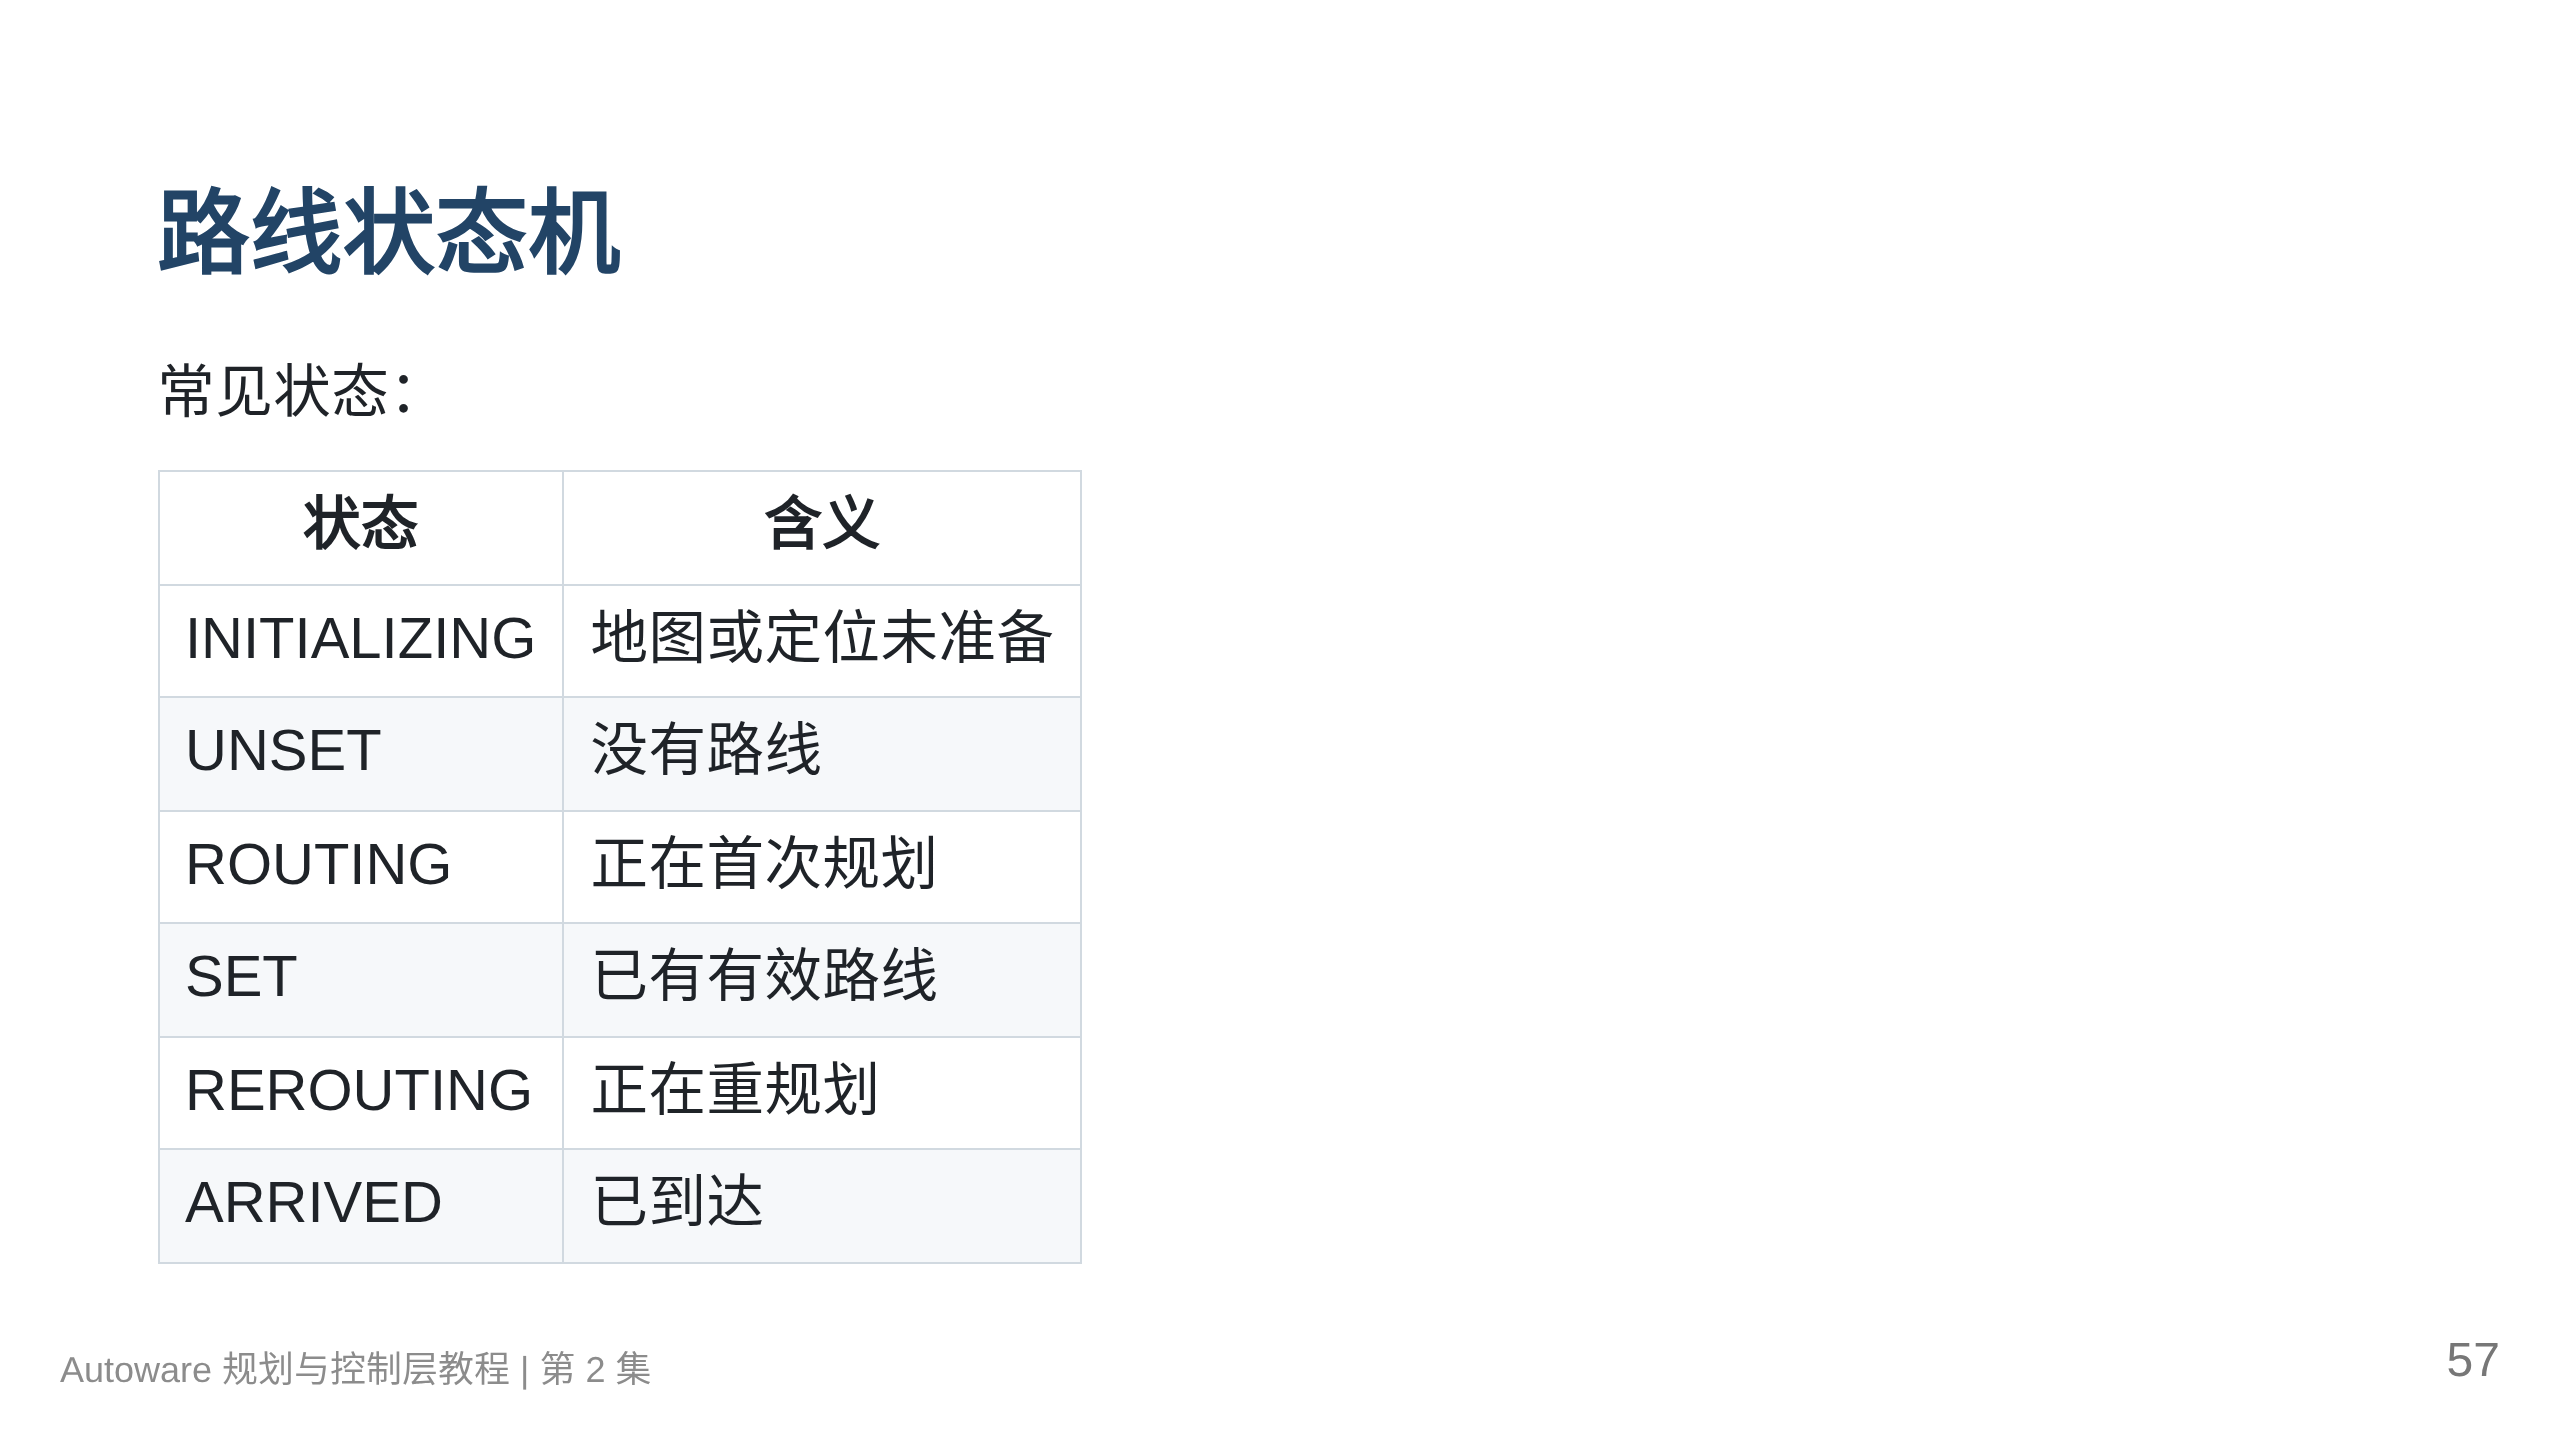 路线状态机
常见状态：
状态 含义
INITIALIZING 地图或定位未准备
UNSET 没有路线
ROUTING 正在首次规划
SET 已有有效路线
REROUTING 正在重规划
ARRIVED 已到达
Autoware 规划与控制层教程 | 第 2 集
57